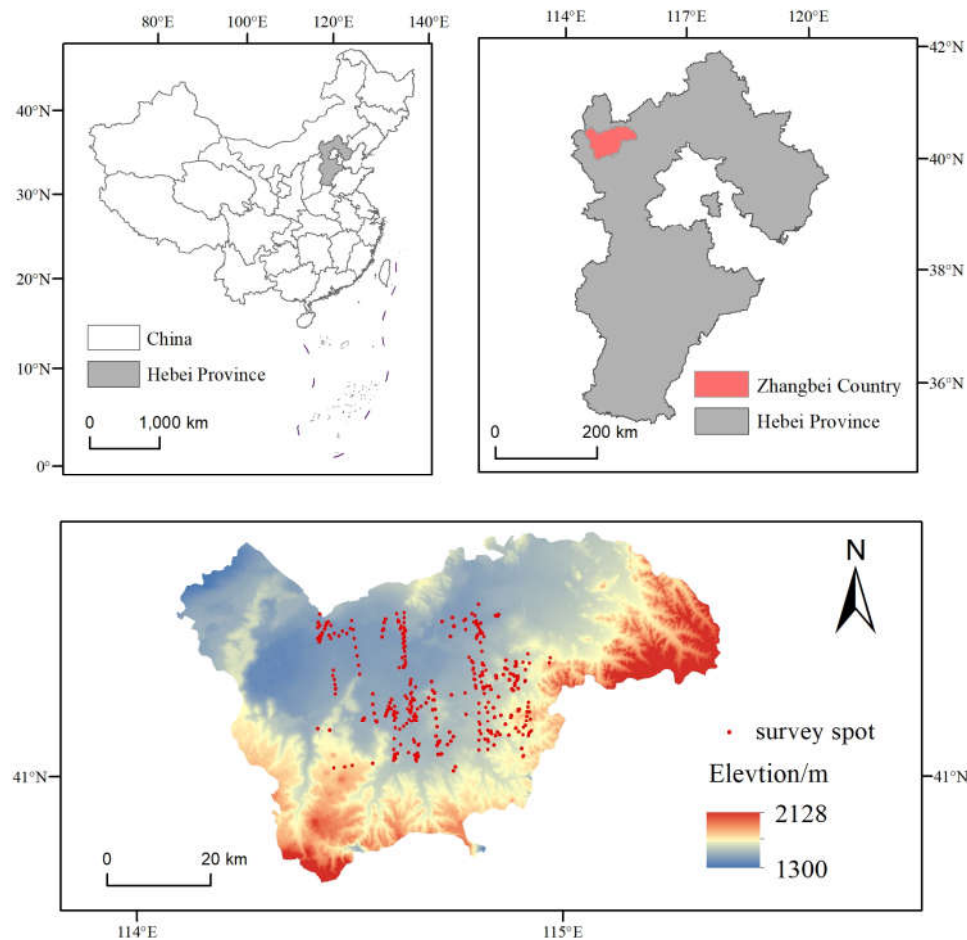 80°E 100°E 120°E 140°E
40°N
30°N
20°N
10°N
0°
China
Hebei Province
0 1,000 km
114°E 117°E 120°E
42°N
40°N
38°N
36°N
Zhangbei Country
Hebei Province
0 200 km
N
survey spot
Elevtion/m
2128
1300
41°N 41°N
0 20 km
114°E 115°E